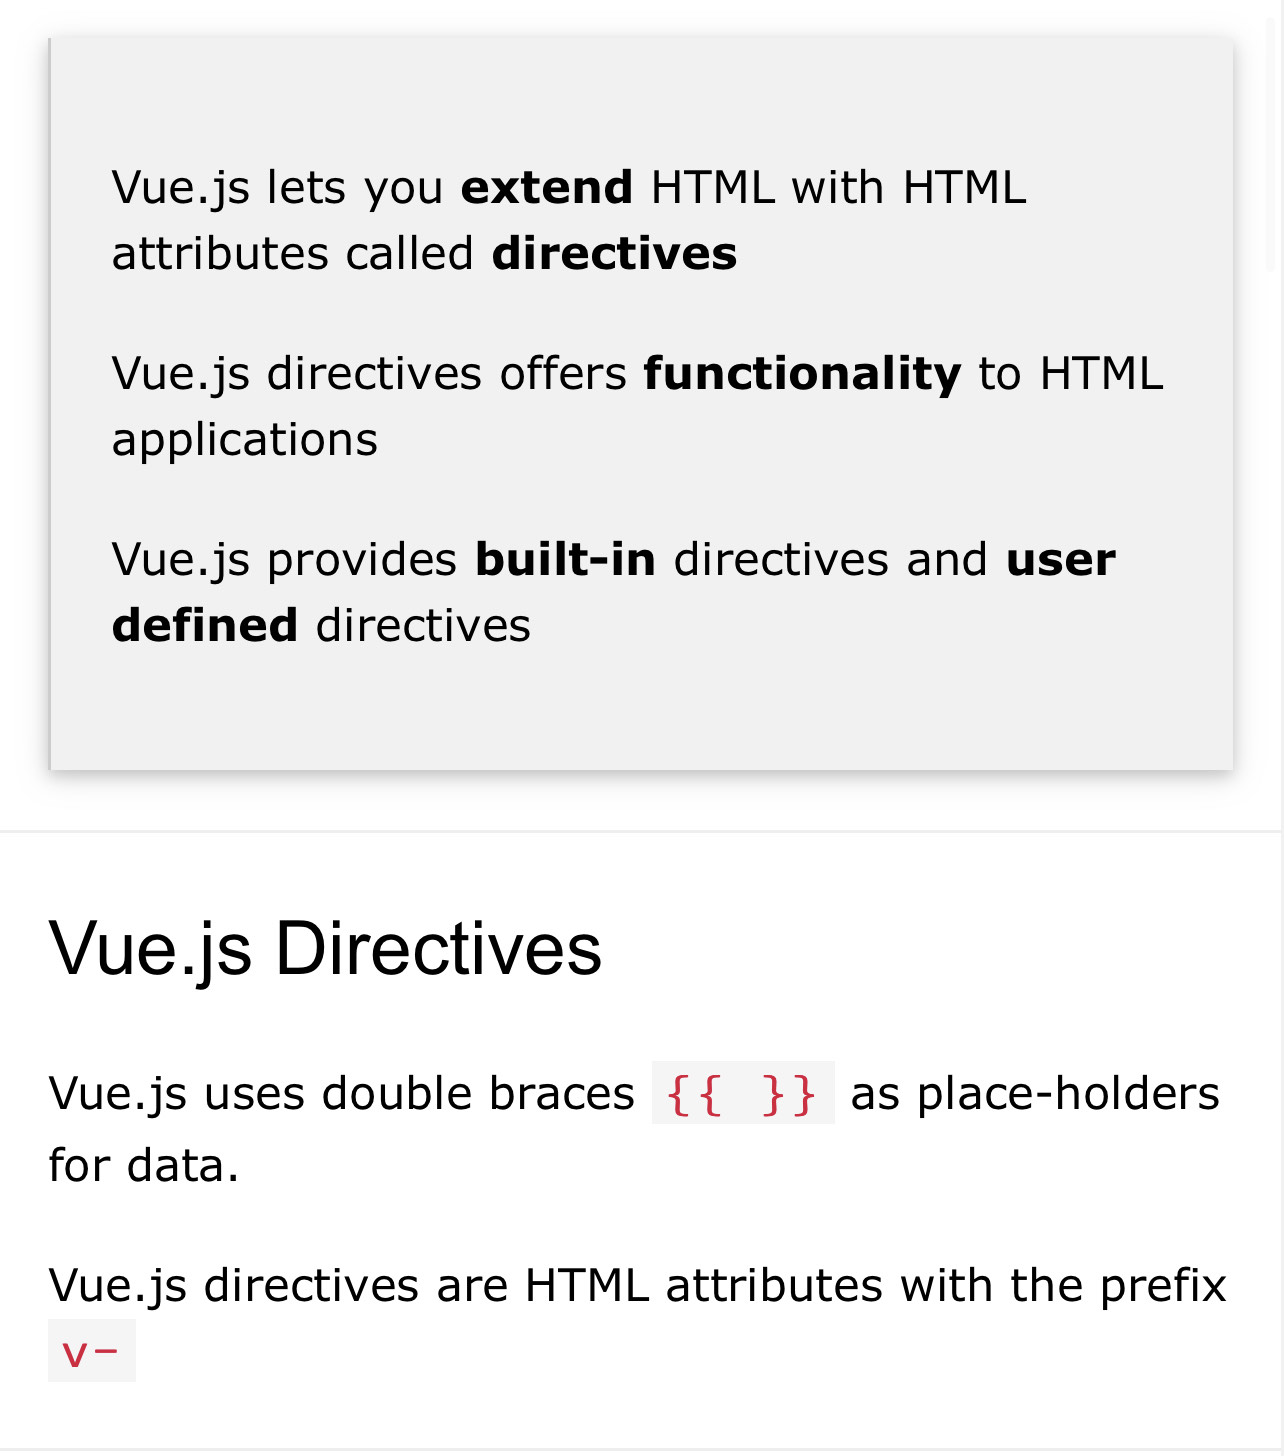 Vue.js lets you extend HTML with HTML
attributes called directives
Vue.js directives offers functionality to HTML
applications
Vue.js provides built-in directives and user
defined directives
Vue.js Directives
Vue.js uses double braces {{ }} as place-holders
for data.
Vue.js directives are HTML attributes with the prefix
v-